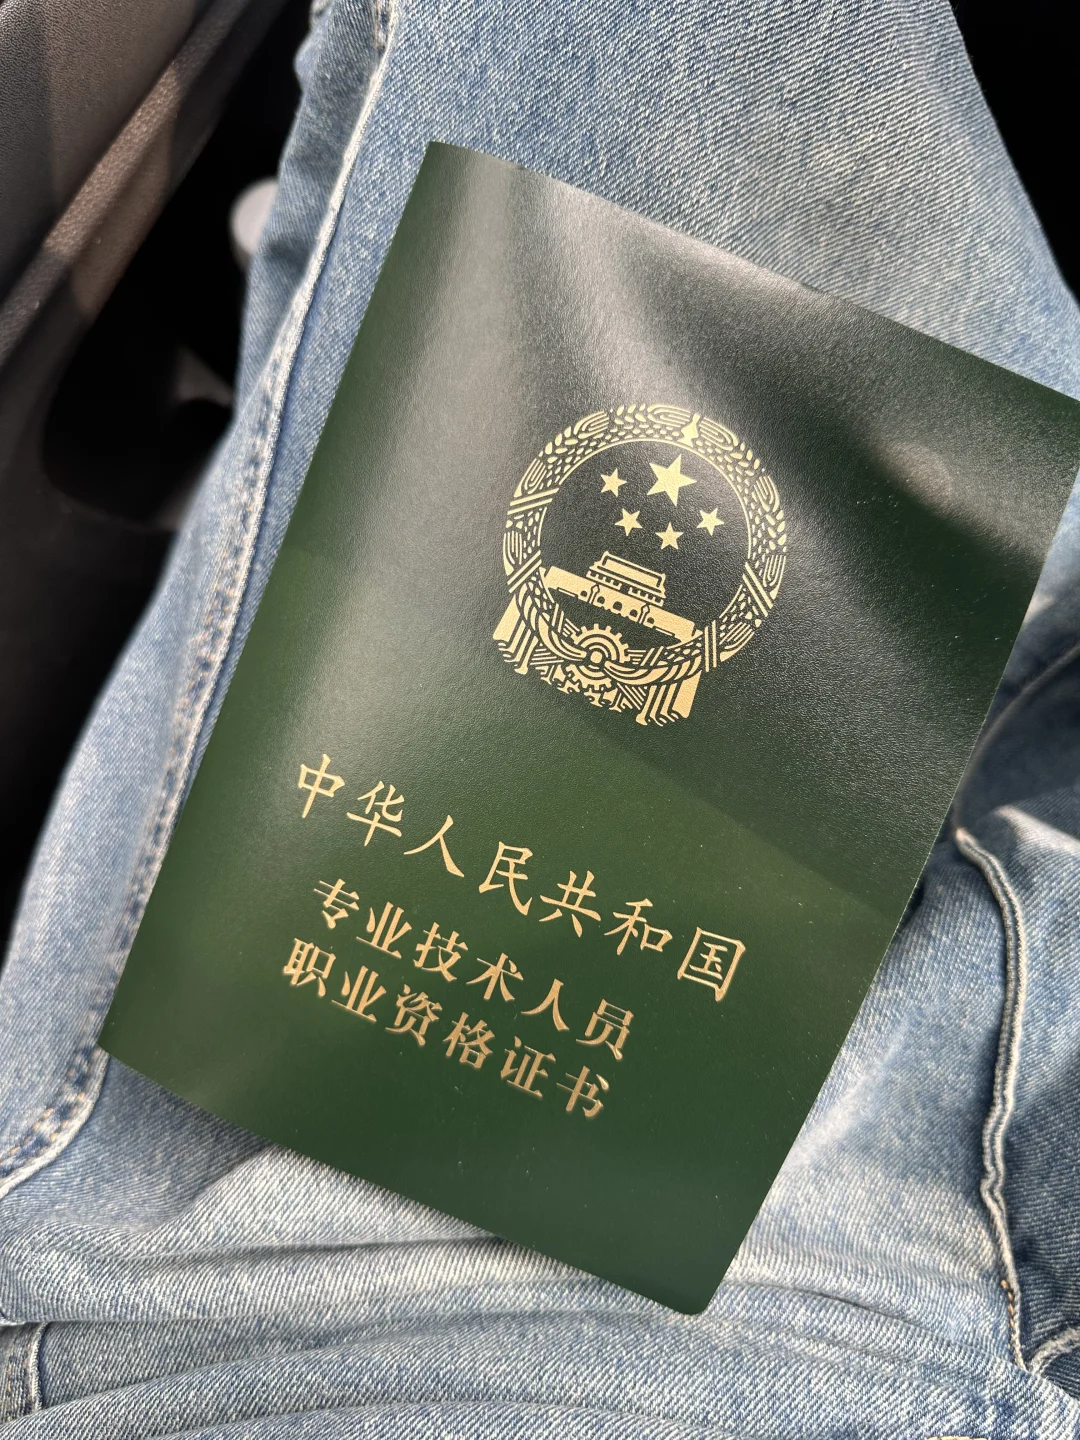 中华人民共和国
专业技术人员
职业资格证书